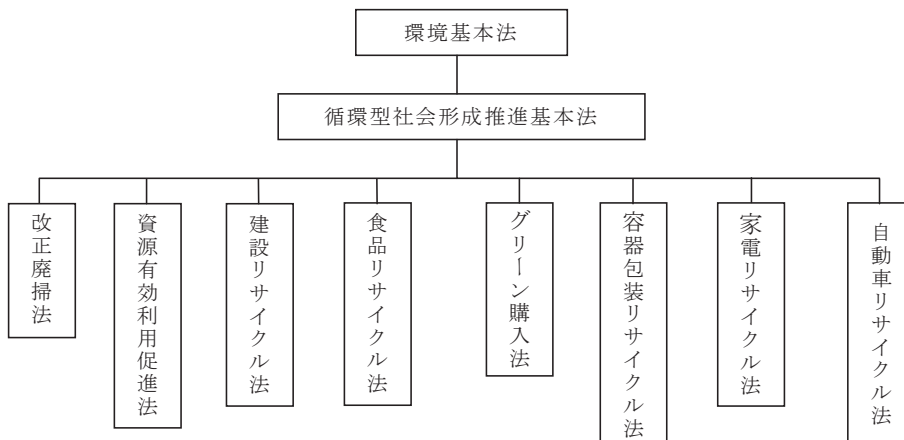 環境基本法
循環型社会形成推進基本法
改正廃掃法
資源有効利用促進法
建設リサイクル法
食品リサイクル法
グリーン購入法
容器包装リサイクル法
家電リサイクル法
自動車リサイクル法